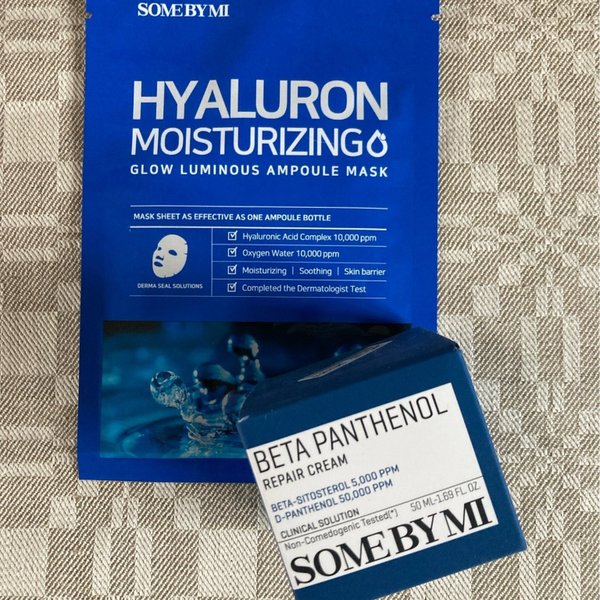 SOME BY MI
HYALURON
MOISTURIZING
GLOW LUMINOUS AMPOULE MASK
MASK SHEET AS EFFECTIVE AS ONE AMPOULE BOTTLE
Hyaluronic Acid Complex 10,000 ppm
Oxygen Water 10,000 ppm
Moisturizing | Soothing | Skin barrier
Completed the Dermatologist Test
DERMA SEAL SOLUTIONS
BETA PANTHENOL
REPAIR CREAM
BETA-SITOSTEROL 5,000 PPM
D-PANTHENOL 50,000 PPM
CLINICAL SOLUTION
50 ML-1.69 FL. OZ.
Non-Comedogenic Tested(*)
SOME BY MI